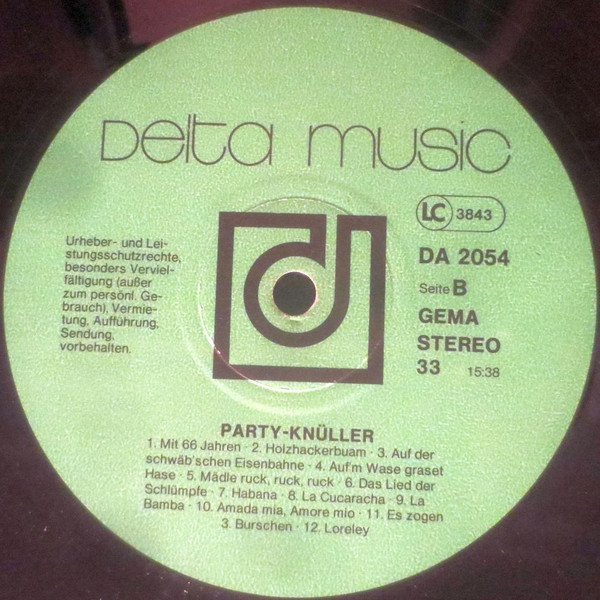 Delta music
LC 3843
DA 2054
Seite B
GEMA
STEREO
33 15:38
Urheber- und Lei-
stungsschutzrechte,
besonders Verviel-
fältigung (außer
zum persönl. Ge-
brauch), Vermie-
tung, Aufführung,
Sendung,
vorbehalten.
PARTY-KNÜLLER
1. Mit 66 Jahren · 2. Holzhackerbuam · 3. Auf der
schwäb'schen Eisenbahne · 4. Auf'm Wase graset
Hase · 5. Mädle ruck, ruck, ruck · 6. Das Lied der
Schlümpfe · 7. Habana · 8. La Cucaracha · 9. La
Bamba · 10. Amada mia, Amore mio · 11. Es zogen
3. Burschen · 12. Loreley